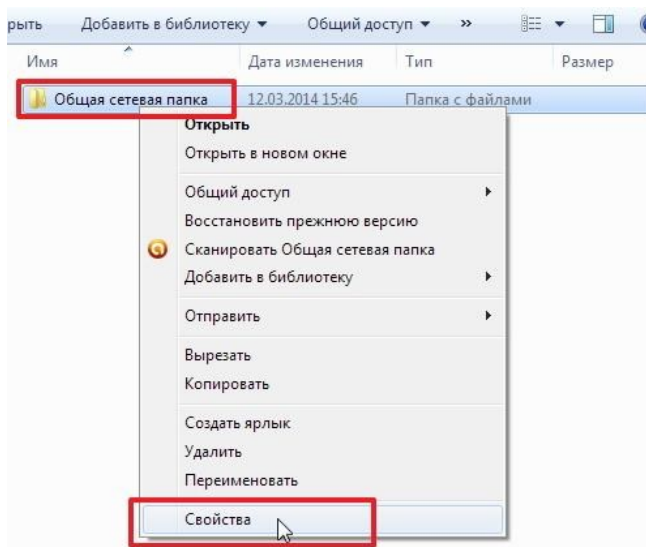 рыть Добавить в библиотеку Общий доступ »
Имя Дата изменения Тип Размер
Общая сетевая папка 12.03.2014 15:46 Папка с файлами
Открыть
Открыть в новом окне
Общий доступ
Восстановить прежнюю версию
Сканировать Общая сетевая папка
Добавить в библиотеку
Отправить
Вырезать
Копировать
Создать ярлык
Удалить
Переименовать
Свойства